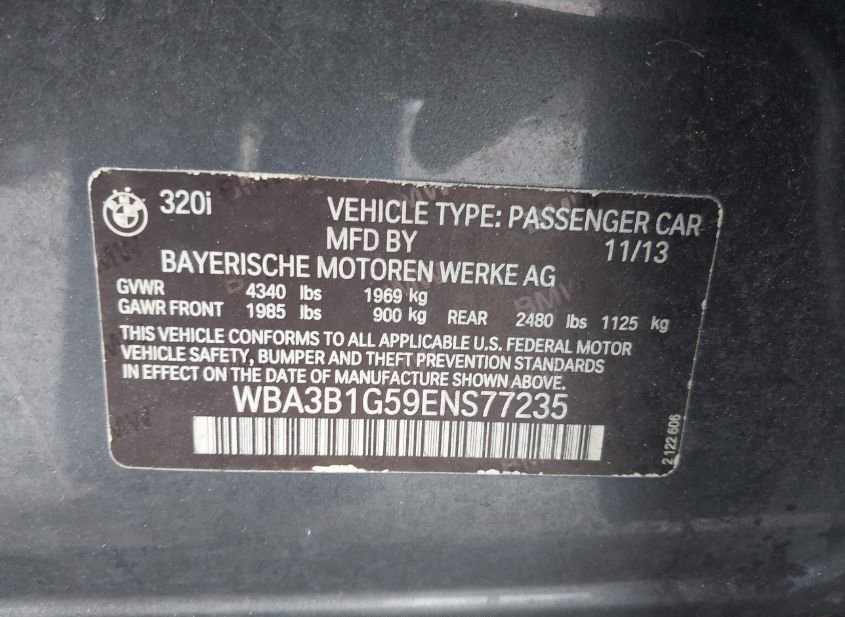 BMW 320i VEHICLE TYPE: PASSENGER CAR
MFD BY 11/13
BAYERISCHE MOTOREN WERKE AG
GVWR 4340 lbs 1969 kg
GAWR FRONT 1985 lbs 900 kg REAR 2480 lbs 1125 kg
THIS VEHICLE CONFORMS TO ALL APPLICABLE U.S. FEDERAL MOTOR
VEHICLE SAFETY, BUMPER AND THEFT PREVENTION STANDARDS
IN EFFECT ON THE DATE OF MANUFACTURE SHOWN ABOVE.
WBA3B1G59ENS77235
2 122 606